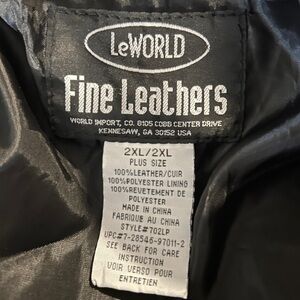 LeWORLD
Fine Leathers
WORLD IMPORT, CO. 8105 COBB CENTER DRIVE
KENNESAW, GA 30152 USA
2XL/2XL
PLUS SIZE
100%LEATHER/CUIR
100%POLYESTER LINING
100%REVETEMENT DE
POLYESTER
MADE IN CHINA
FABRIQUE AU CHINA
STYLE#702LP
UPC#7-28546-97011-2
SEE BACK FOR CARE
INSTRUCTION
VOIR VERSO POUR
ENTRETIEN